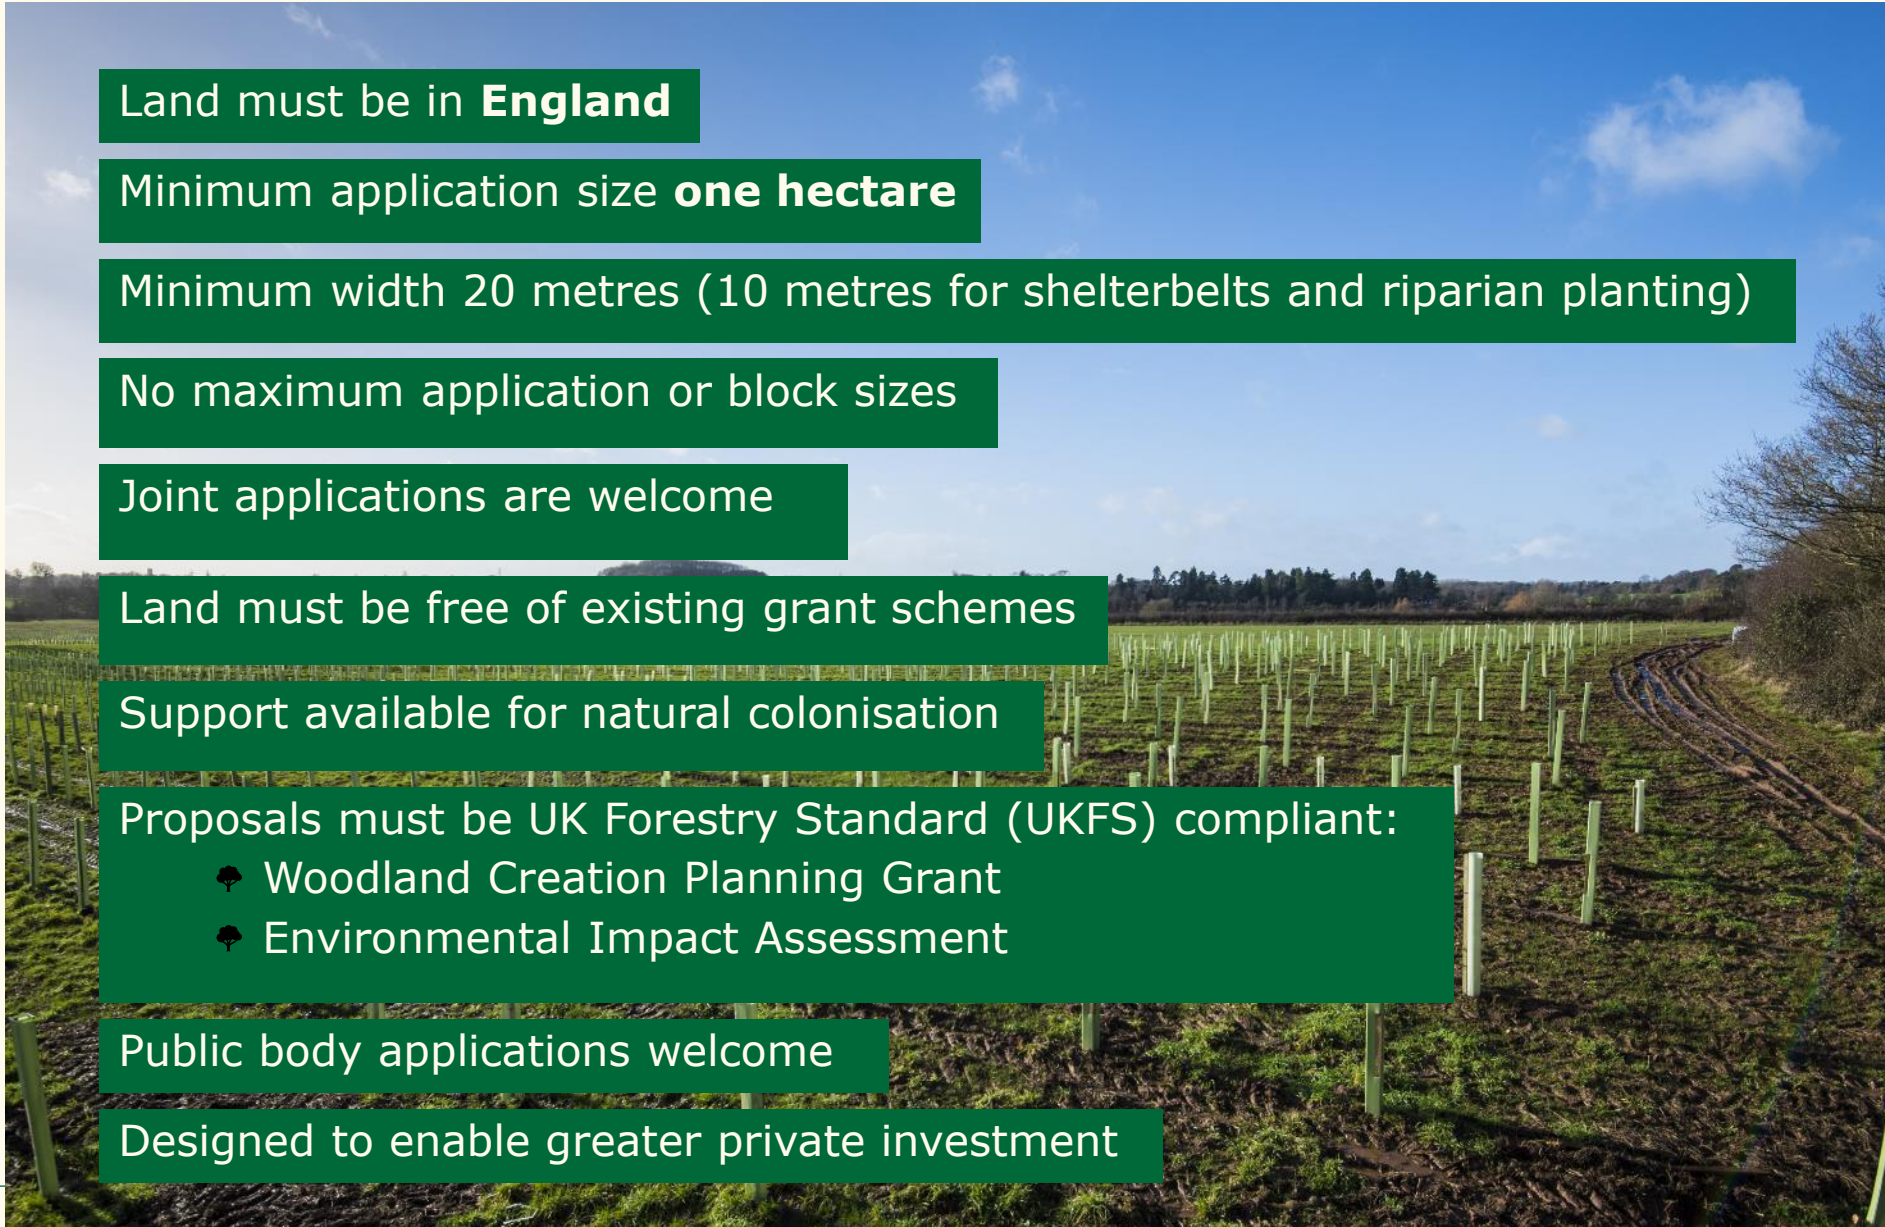 Land must be in England
Minimum application size one hectare
Minimum width 20 metres (10 metres for shelterbelts and riparian planting)
No maximum application or block sizes
Joint applications are welcome
Land must be free of existing grant schemes
Support available for natural colonisation
Proposals must be UK Forestry Standard (UKFS) compliant:
Woodland Creation Planning Grant
Environmental Impact Assessment
Public body applications welcome
Designed to enable greater private investment